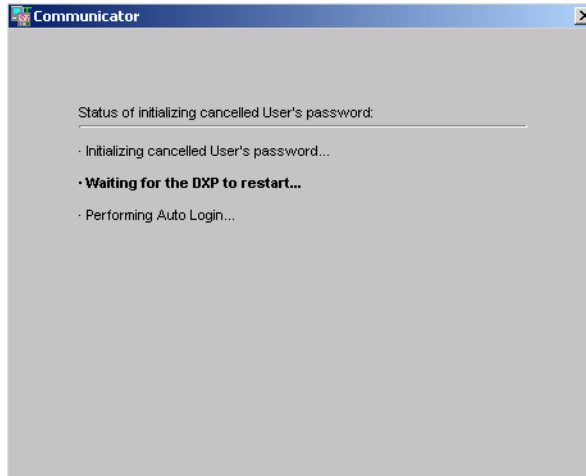 Communicator
Status of initializing cancelled User's password:
· Initializing cancelled User's password...
· Waiting for the DXP to restart...
· Performing Auto Login...